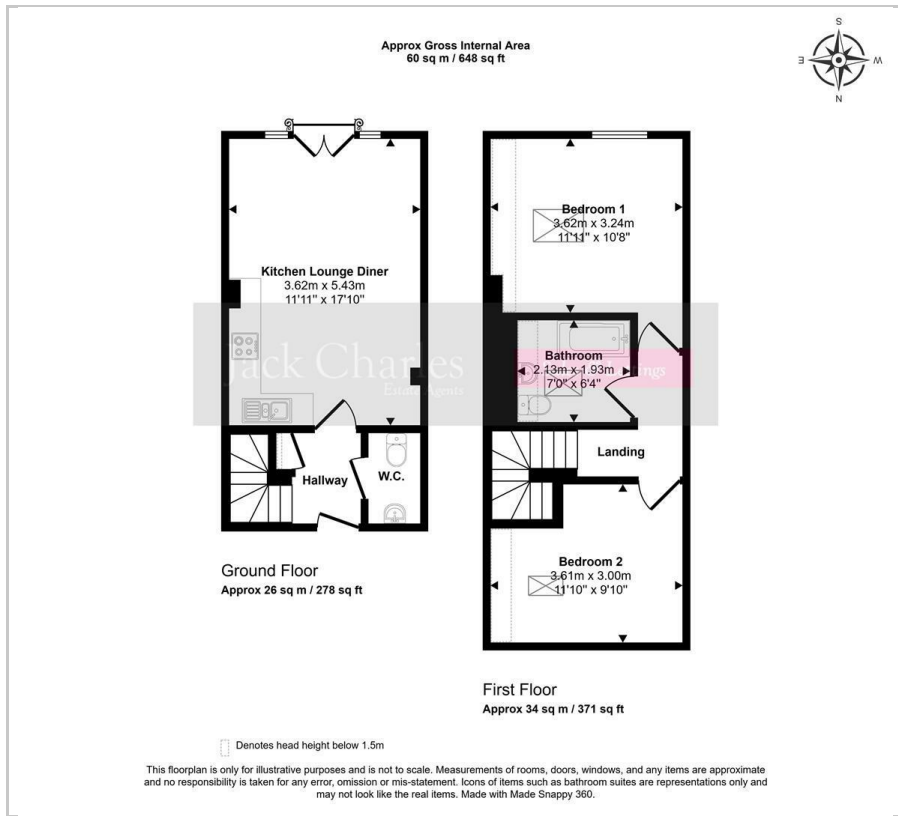 Approx Gross Internal Area
60 sq m / 648 sq ft
S
E
W
N
Kitchen Lounge Diner
3.62m x 5.43m
11'11" x 17'10"
Bedroom 1
3.62m x 3.24m
11'11" x 10'8"
Jack Charles
Estate Agents
Bathroom
2.13m x 1.93m
7'0" x 6'4"
Hallway
W.C.
Landing
Bedroom 2
3.61m x 3.00m
11'10" x 9'10"
Ground Floor
Approx 26 sq m / 278 sq ft
First Floor
Approx 34 sq m / 371 sq ft
Denotes head height below 1.5m
This floorplan is only for illustrative purposes and is not to scale. Measurements of rooms, doors, windows, and any items are approximate
and no responsibility is taken for any error, omission or mis-statement. Icons of items such as bathroom suites are representations only and
may not look like the real items. Made with Made Snappy 360.